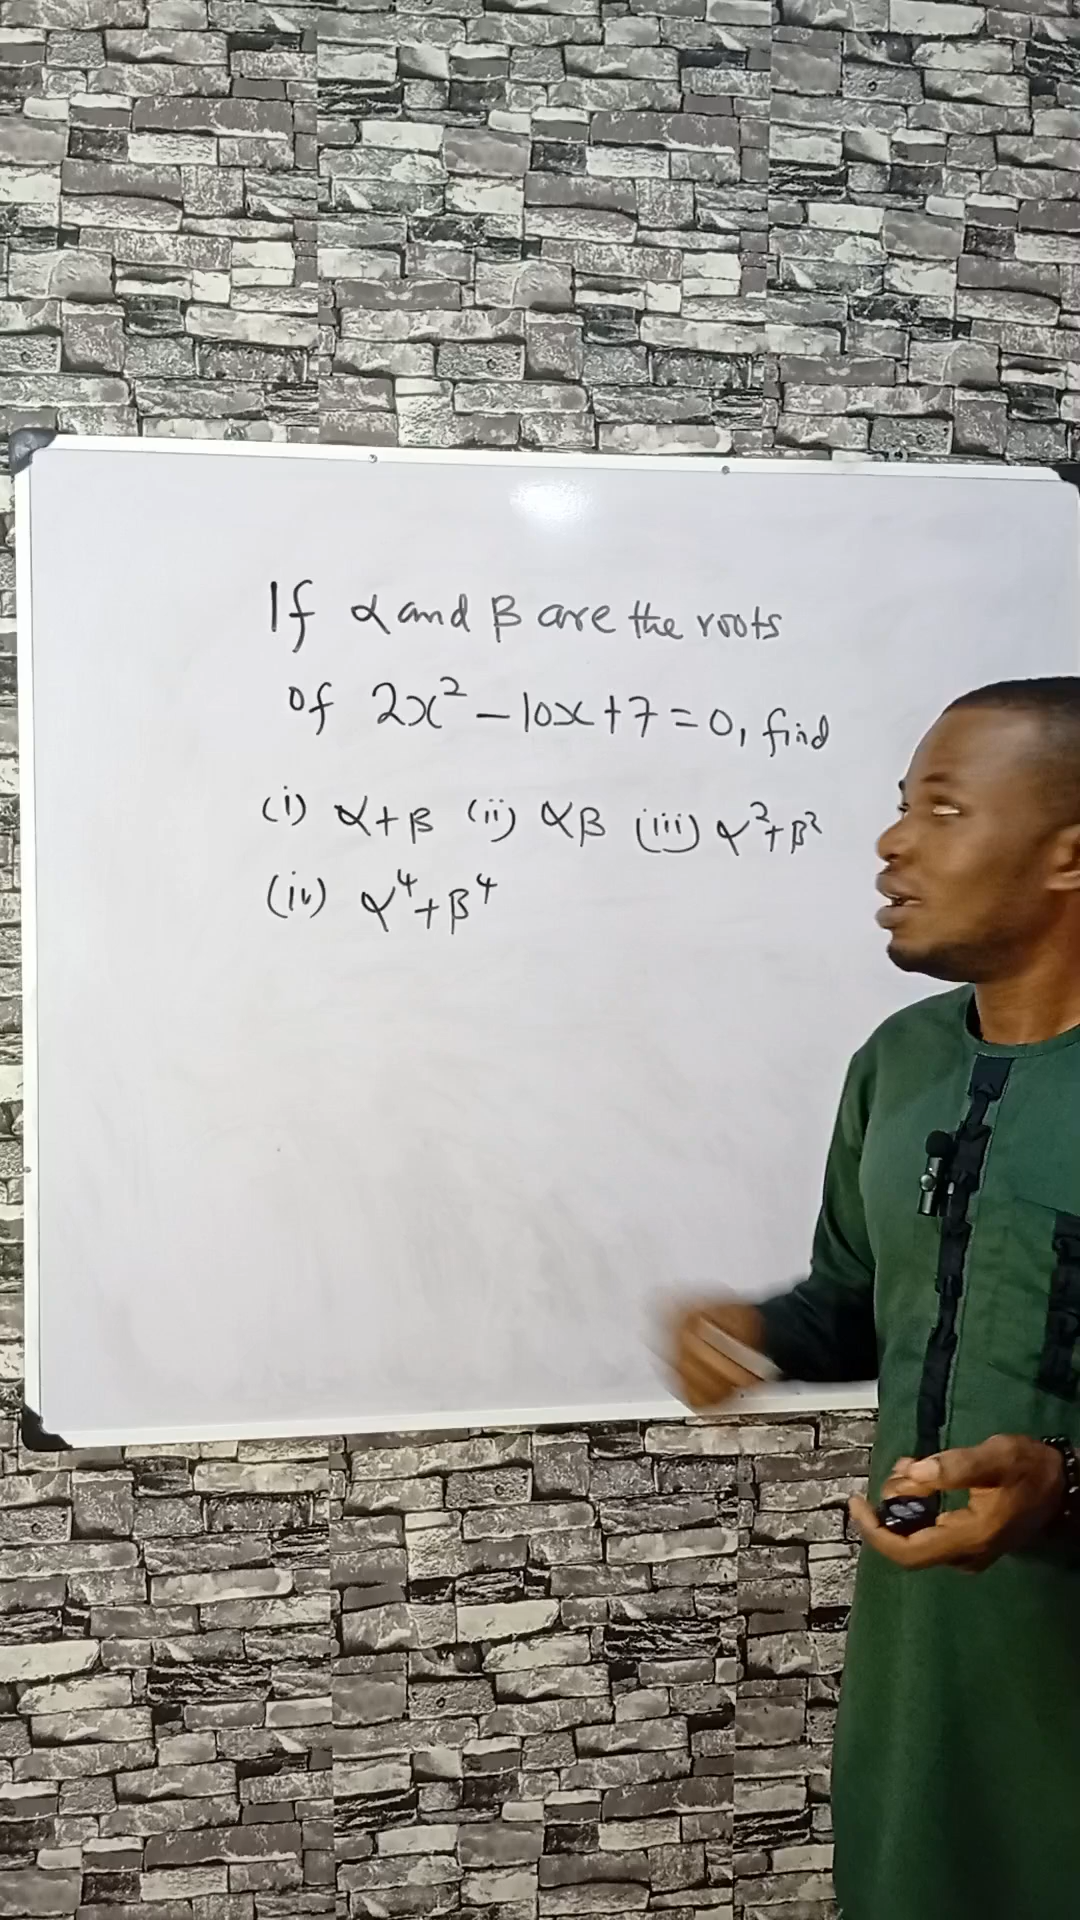 If α and β are the roots
of 2x² - 10x + 7 = 0, find
(i) α + β (ii) αβ (iii) α² + β²
(iv) α⁴ + β⁴